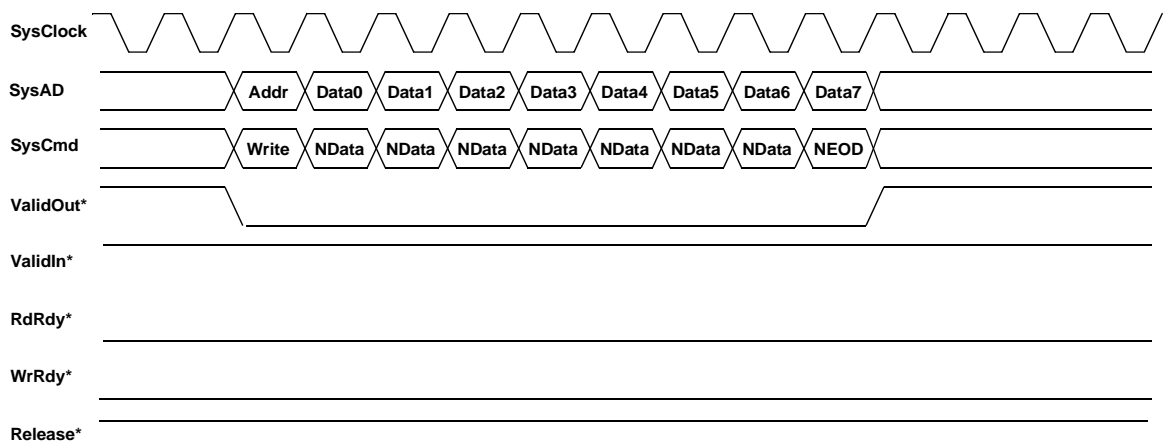 SysClock
SysAD Addr Data0 Data1 Data2 Data3 Data4 Data5 Data6 Data7
SysCmd Write NData NData NData NData NData NData NData NEOD
ValidOut*
ValidIn*
RdRdy*
WrRdy*
Release*